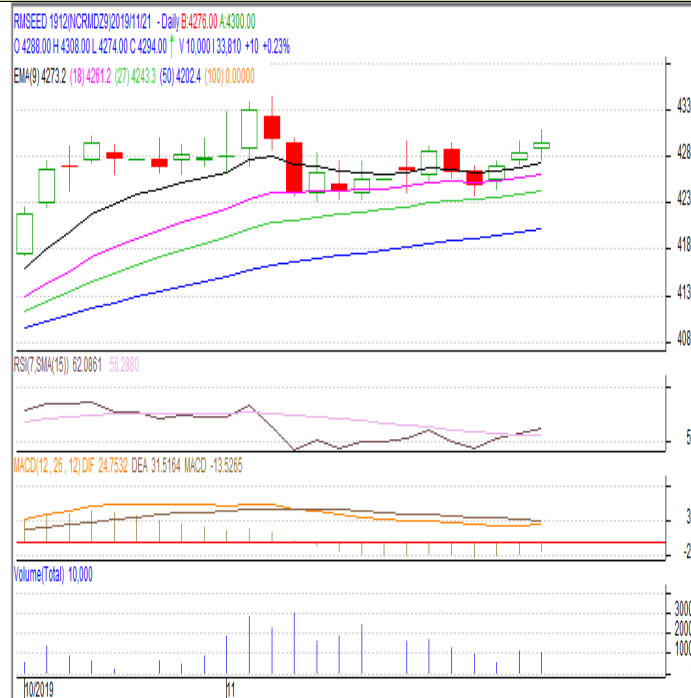 RMSEED 1912(NCRMDZ9)2019/11/21 - Daily B:4276.00 A:4300.00
O 4288.00 H 4308.00 L 4274.00 C 4294.00 V 10,000 I 33,810 +10 +0.23%
EMA(9) 4273.2 (18) 4261.2 (27) 4243.3 (50) 4202.4 (100) 0.00000
433
428
423
418
413
408
RSI(7,SMA(15)) 62.0861 56.2880
5
MACD(12 , 26 , 12) DIF 24.7532 DEA 31.5164 MACD -13.5265
3
-2
Volume(Total) 10,000
3000
2000
1000
10/2019 11